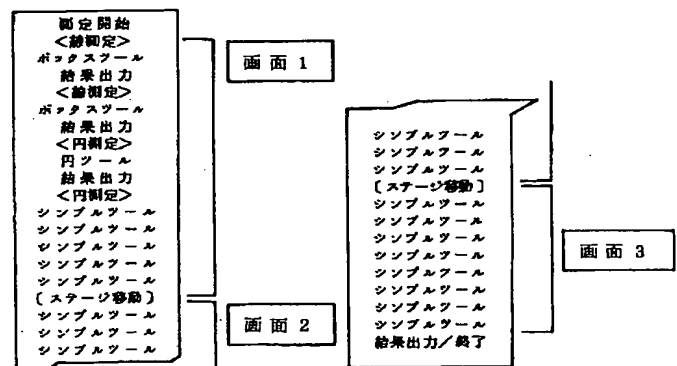 測定開始
<線測定>
ボックスツール
結果出力
<線測定>
ボックスツール
結果出力
<円測定>
円ツール
結果出力
<円測定>
シンプルツール
シンプルツール
シンプルツール
シンプルツール
シンプルツール
〔ステージ移動〕
シンプルツール
シンプルツール
シンプルツール
画面1
画面2
シンプルツール
シンプルツール
シンプルツール
〔ステージ移動〕
シンプルツール
シンプルツール
シンプルツール
シンプルツール
シンプルツール
シンプルツール
シンプルツール
シンプルツール
結果出力/終了
画面3